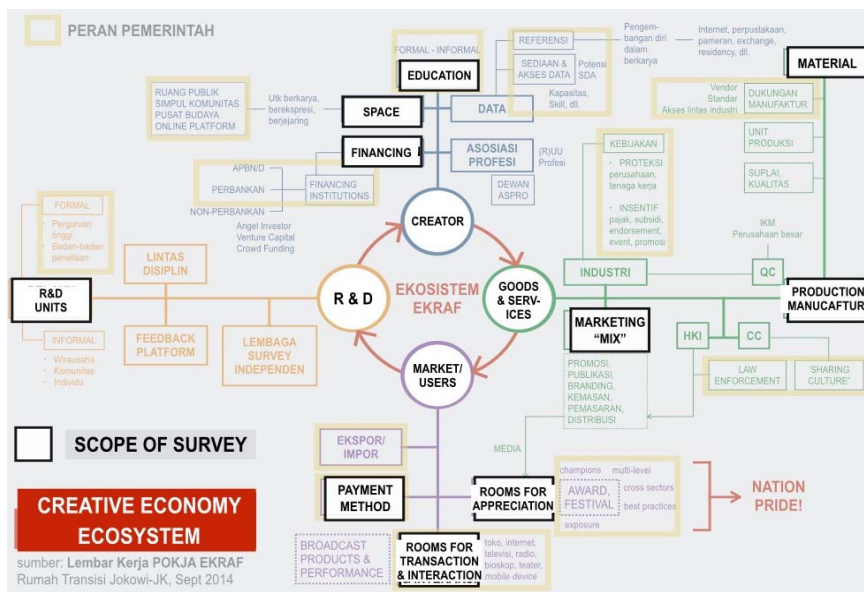 PERAN PEMERINTAH
FORMAL - INFORMAL
EDUCATION
REFERENSI
Pengem-
bangan diri
dalam
berkarya
Internet, perpustakaan,
pameran, exchange,
residency, dll.
MATERIAL
SEDIAAN &
AKSES DATA
Potensi
SDA
Kapasitas,
Skill, dll.
RUANG PUBLIK
SIMPUL KOMUNITAS
PUSAT BUDAYA
ONLINE PLATFORM
Utk berkarya,
berekspresi,
berjejaring
SPACE
DATA
Vendor
Standar
Akses lintas industri
DUKUNGAN
MANUFAKTUR
FINANCING
ASOSIASI
PROFESI
(R)UU
Profesi
KEBIJAKAN
UNIT
PRODUKSI
APBN/D
PERBANKAN
NON-PERBANKAN
FINANCING
INSTITUTIONS
DEWAN
ASPRO
• PROTEKSI
perusahaan,
tenaga kerja
• INSENTIF
pajak, subsidi,
endorsement,
event, promosi
SUPLAI,
KUALITAS
Angel Investor
Venture Capital
Crowd Funding
CREATOR
FORMAL
• Perguruan
tinggi
• Badan-badan
penelitian
IKM
Perusahaan besar
LINTAS
DISIPLIN
INDUSTRI
QC
R&D
UNITS
R & D
EKOSISTEM
EKRAF
GOODS
& SERV-
ICES
PRODUCTION
MANUCAFTUR
MARKETING
"MIX"
HKI
CC
INFORMAL
• Wirausaha
• Komunitas
• Individu
FEEDBACK
PLATFORM
LEMBAGA
SURVEY
INDEPENDEN
MARKET/
USERS
PROMOSI,
PUBLIKASI,
BRANDING,
KEMASAN,
PEMASARAN,
DISTRIBUSI
LAW
ENFORCEMENT
'SHARING
CULTURE"
SCOPE OF SURVEY
EKSPOR/
IMPOR
MEDIA
PAYMENT
METHOD
ROOMS FOR
APPRECIATION
champions
multi-level
AWARD,
FESTIVAL
cross sectors
best practices
exposure
NATION
PRIDE!
CREATIVE ECONOMY
ECOSYSTEM
BROADCAST
PRODUCTS &
PERFORMANCE
ROOMS FOR
TRANSACTION
& INTERACTION
toko, internet,
televisi, radio,
bioskop, teater,
mobile device
sumber: Lembar Kerja POKJA EKRAF
Rumah Transisi Jokowi-JK, Sept 2014